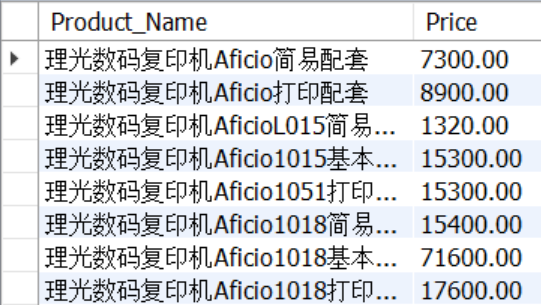 Product_Name Price
理光数码复印机Aficio简易配套 7300.00
理光数码复印机Aficio打印配套 8900.00
理光数码复印机AficioL015简易... 1320.00
理光数码复印机Aficio1015基本... 15300.00
理光数码复印机Aficio1051打印... 15300.00
理光数码复印机Aficio1018简易... 15400.00
理光数码复印机Aficio1018基本... 71600.00
理光数码复印机Aficio1018打印... 17600.00